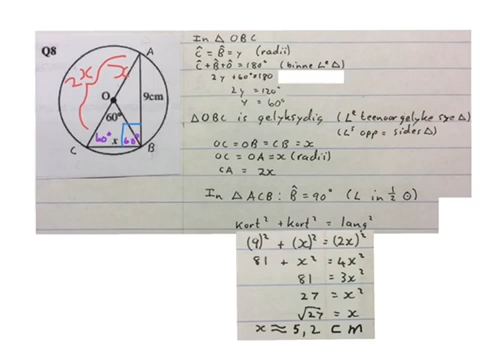 Q8
A
2x
x
O
9cm
60°
60°
x
60°
C
B
In △ OBC
Ĉ = B̂ = y (radii)
Ĉ + B̂ + Ô = 180° (binne Lᵉ △)
2y + 60° = 180
2y = 120°
y = 60°
△OBC is gelyksydig (Lᵉ teenoor gelyke sye △)
(Lˢ opp = sides △)
OC = OB = CB = x
OC = OA = x (radii)
CA = 2x
In △ ACB : B̂ = 90° (L in ½ ⊙)
kort² + kort² = lang²
(9)² + (x)² = (2x)²
81 + x² = 4x²
81 = 3x²
27 = x²
√27 = x
x ≈ 5,2 cm